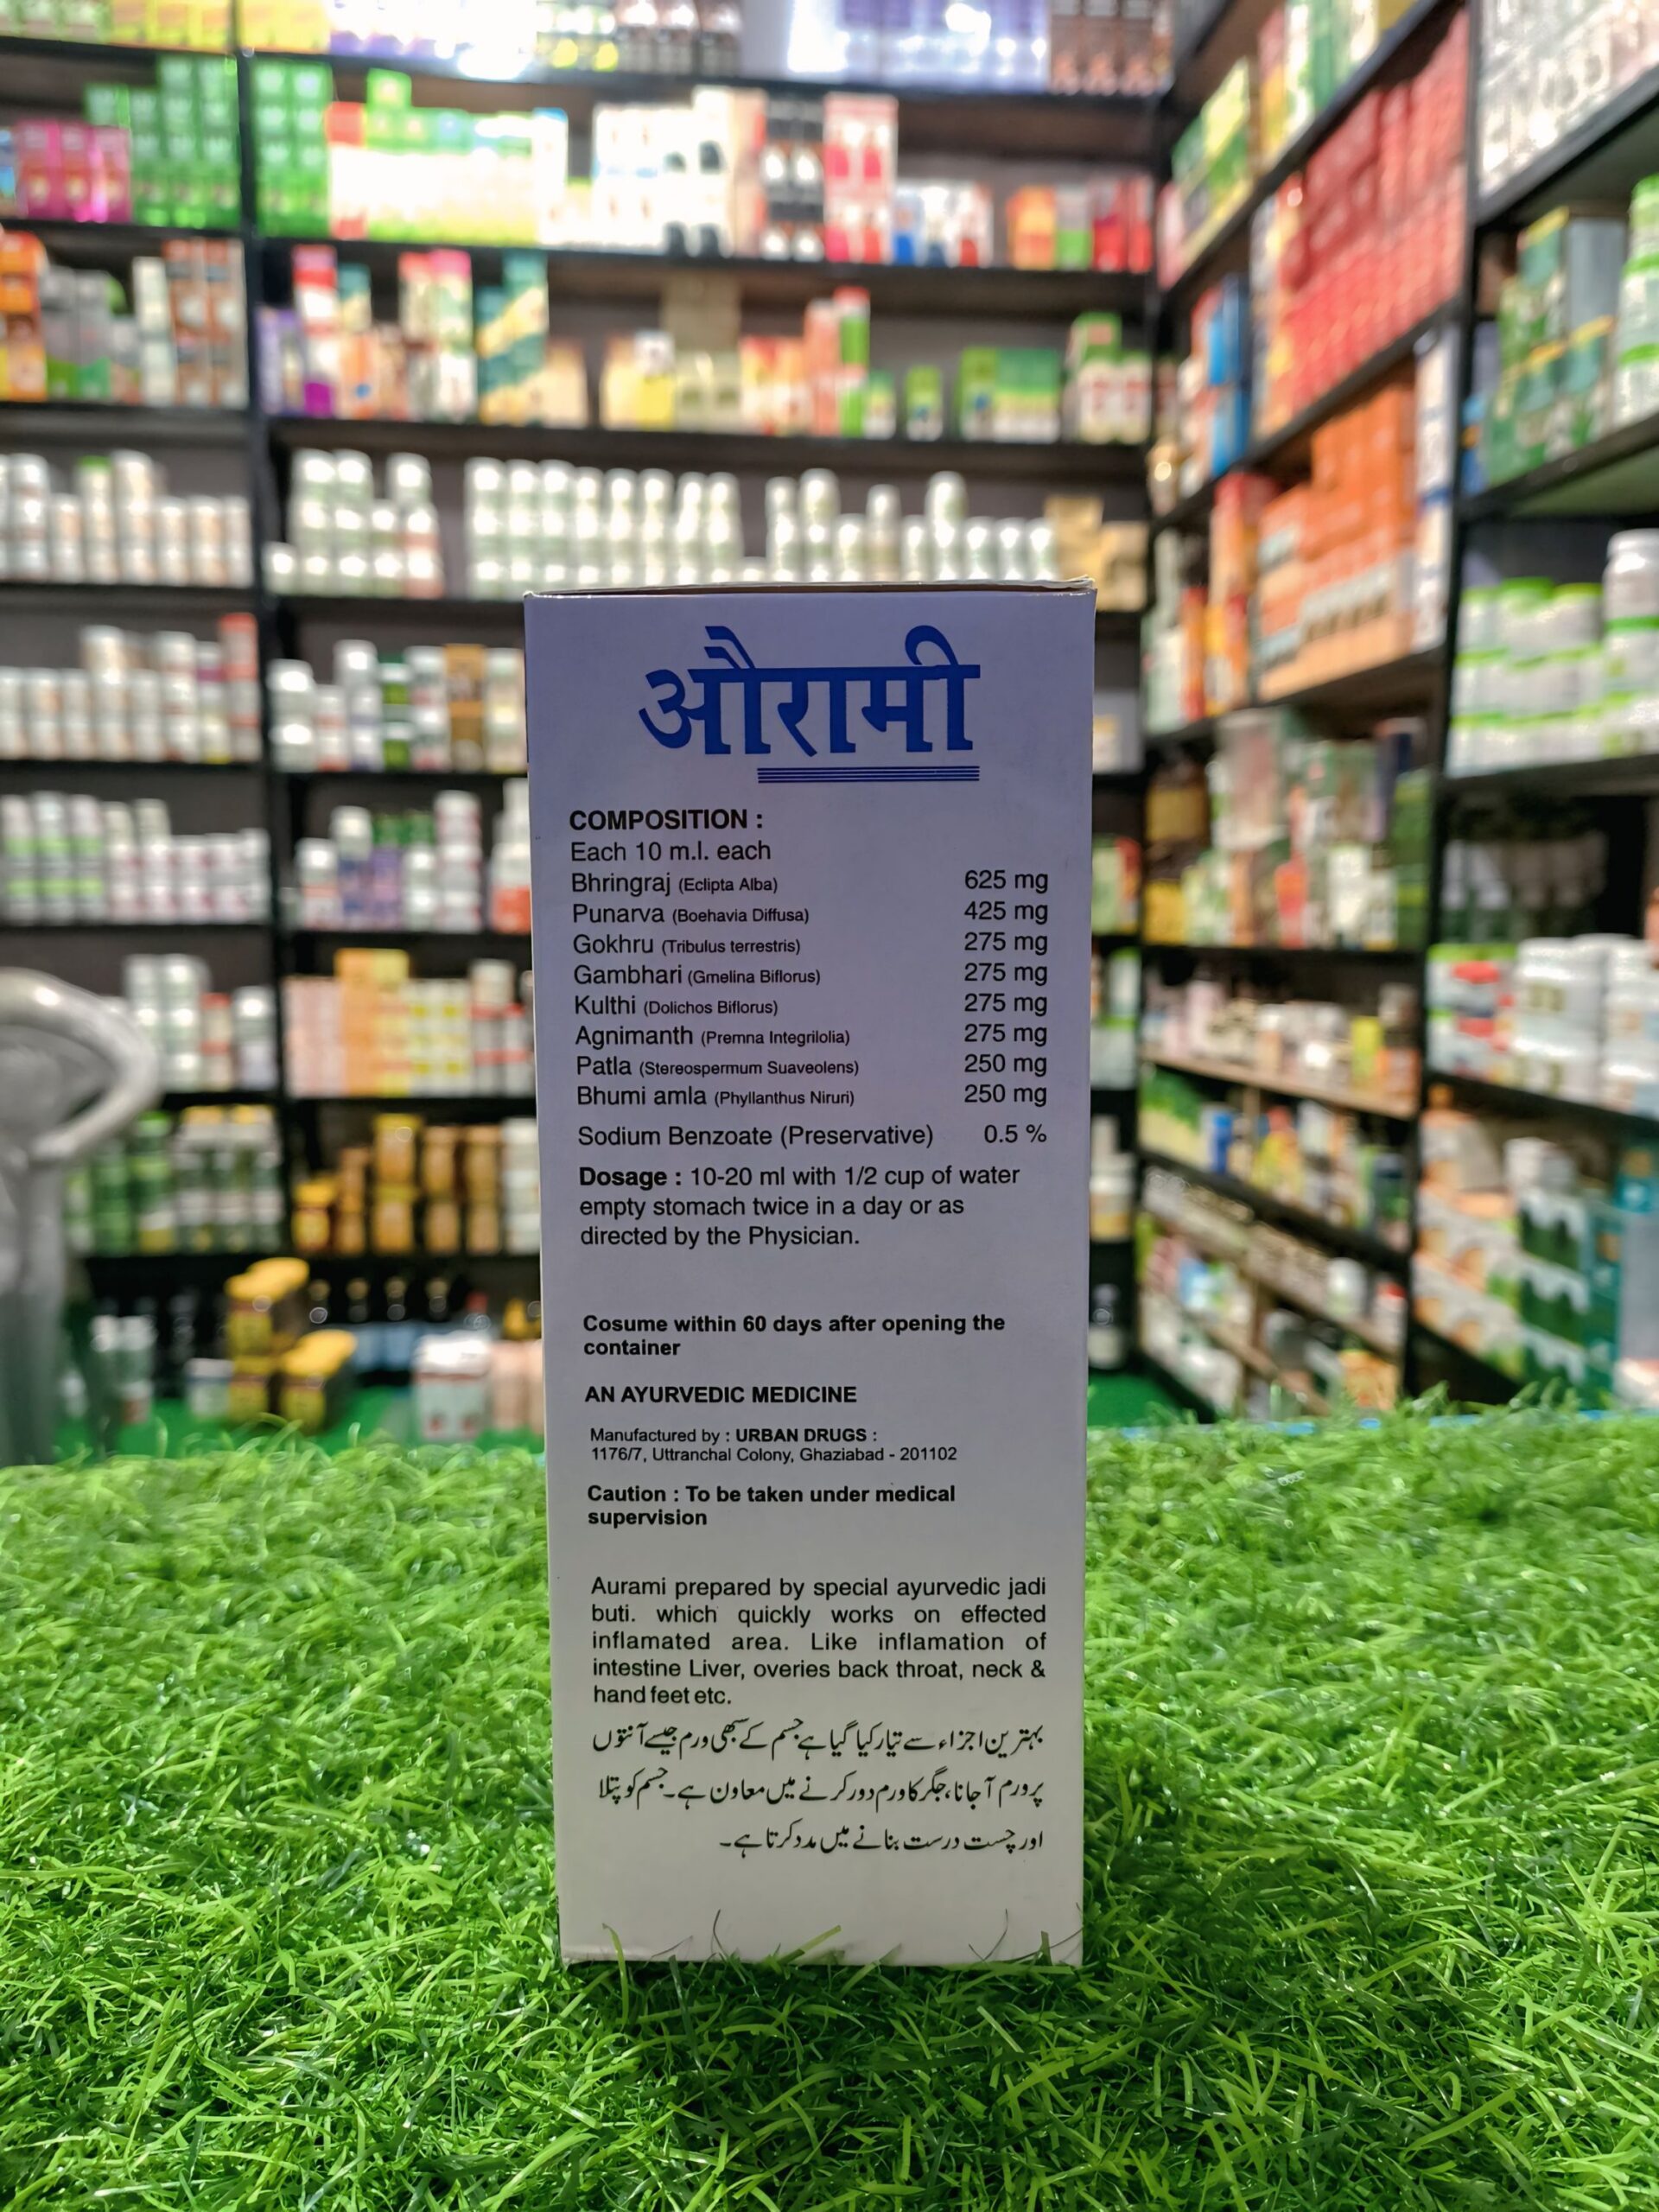 औरामी
COMPOSITION :
Each 10 m.l. each
Bhringraj (Eclipta Alba) 625 mg
Punarva (Boehavia Diffusa) 425 mg
Gokhru (Tribulus terrestris) 275 mg
Gambhari (Gmelina Biflorus) 275 mg
Kulthi (Dolichos Biflorus) 275 mg
Agnimanth (Premna Integrilolia) 275 mg
Patla (Stereospermum Suaveolens) 250 mg
Bhumi amla (Phyllanthus Niruri) 250 mg
Sodium Benzoate (Preservative) 0.5 %
Dosage : 10-20 ml with 1/2 cup of water
empty stomach twice in a day or as
directed by the Physician.
Cosume within 60 days after opening the
container
AN AYURVEDIC MEDICINE
Manufactured by : URBAN DRUGS :
1176/7, Uttranchal Colony, Ghaziabad - 201102
Caution : To be taken under medical
supervision
Aurami prepared by special ayurvedic jadi
buti. which quickly works on effected
inflamated area. Like inflamation of
intestine Liver, overies back throat, neck &
hand feet etc.
بہترین اجزاء سے تیار کیا گیا ہے جسم کے سبھی ورم جیسے آنتوں
پر ورم آجانا، جگر کا ورم دور کرنے میں معاون ہے۔ جسم کو پتلا
اور چست درست بنانے میں مدد کرتا ہے۔